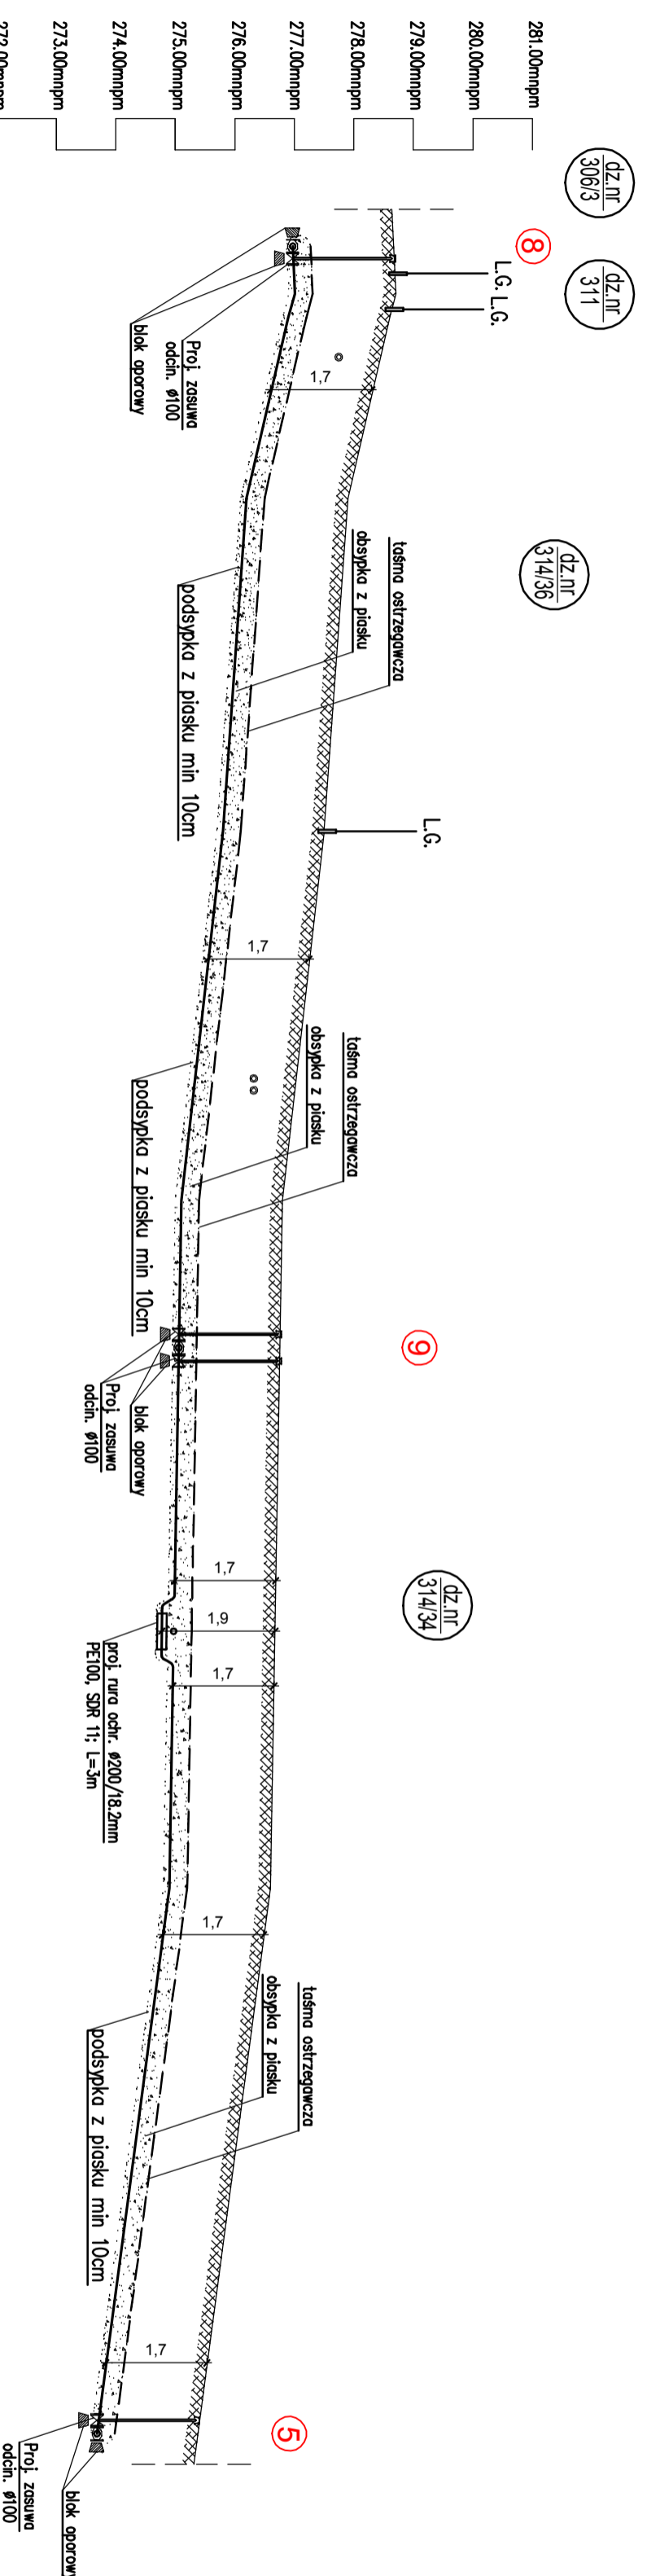 281.00mnpm
280.00mnpm
279.00mnpm
278.00mnpm
277.00mnpm
276.00mnpm
275.00mnpm
274.00mnpm
273.00mnpm
272.00mnpm
dz.nr
306/3
dz.nr
311
8
L.G.
L.G.
1,7
Proj. zasuwa
odcin. ø100
blok oporowy
dz.nr
314/36
taśma ostrzegawcza
obsypka z piasku
podsypka z piasku min 10cm
L.G.
1,7
taśma ostrzegawcza
obsypka z piasku
podsypka z piasku min 10cm
9
blok oporowy
Proj. zasuwa
odcin. ø100
dz.nr
314/34
1,7
1,9
1,7
proj. rura ochr. ø200/18.2mm
PE100, SDR 11; L=3m
1,7
taśma ostrzegawcza
obsypka z piasku
podsypka z piasku min 10cm
1,7
5
blok oporowy
Proj. zasuwa
odcin. ø100